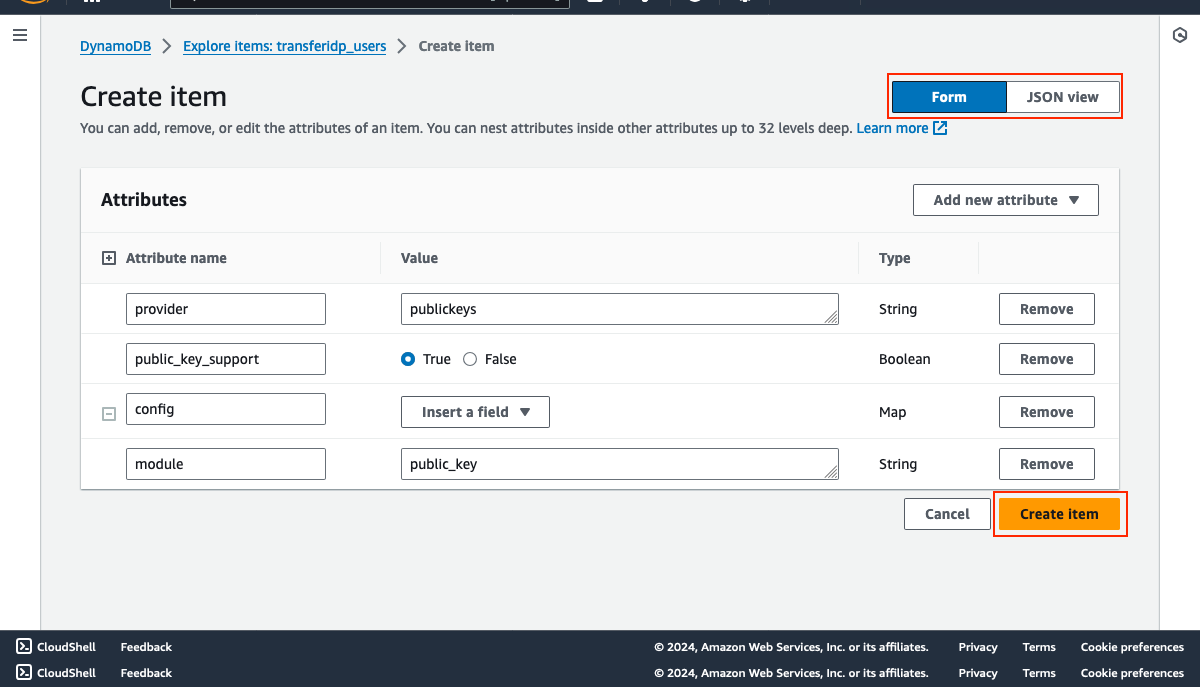 DynamoDB > Explore items: transferidp_users > Create item
Create item
Form JSON view
You can add, remove, or edit the attributes of an item. You can nest attributes inside other attributes up to 32 levels deep. Learn more
Attributes
Add new attribute
Attribute name Value Type
provider publickeys String Remove
public_key_support True False Boolean Remove
config Insert a field Map Remove
module public_key String Remove
Cancel Create item
CloudShell Feedback © 2024, Amazon Web Services, Inc. or its affiliates. Privacy Terms Cookie preferences
CloudShell Feedback © 2024, Amazon Web Services, Inc. or its affiliates. Privacy Terms Cookie preferences